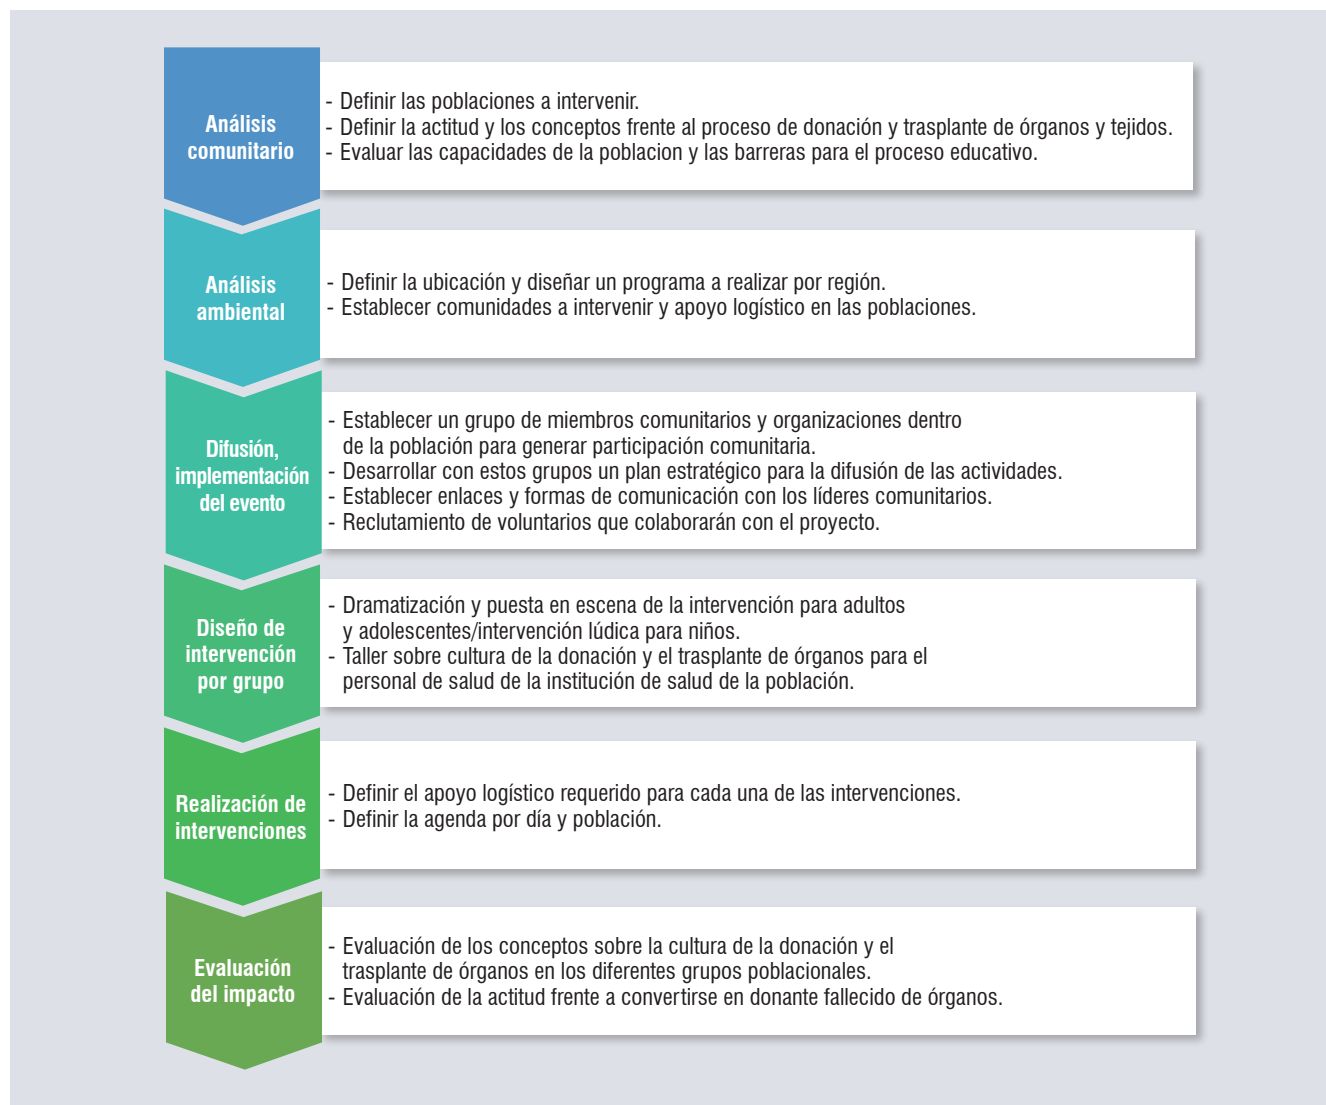 Análisis
comunitario
- Definir las poblaciones a intervenir.
- Definir la actitud y los conceptos frente al proceso de donación y trasplante de órganos y tejidos.
- Evaluar las capacidades de la poblacion y las barreras para el proceso educativo.
Análisis
ambiental
- Definir la ubicación y diseñar un programa a realizar por región.
- Establecer comunidades a intervenir y apoyo logístico en las poblaciones.
Difusión,
implementación
del evento
- Establecer un grupo de miembros comunitarios y organizaciones dentro
de la población para generar participación comunitaria.
- Desarrollar con estos grupos un plan estratégico para la difusión de las actividades.
- Establecer enlaces y formas de comunicación con los líderes comunitarios.
- Reclutamiento de voluntarios que colaborarán con el proyecto.
Diseño de
intervención
por grupo
- Dramatización y puesta en escena de la intervención para adultos
y adolescentes/intervención lúdica para niños.
- Taller sobre cultura de la donación y el trasplante de órganos para el
personal de salud de la institución de salud de la población.
Realización de
intervenciones
- Definir el apoyo logístico requerido para cada una de las intervenciones.
- Definir la agenda por día y población.
Evaluación
del impacto
- Evaluación de los conceptos sobre la cultura de la donación y el
trasplante de órganos en los diferentes grupos poblacionales.
- Evaluación de la actitud frente a convertirse en donante fallecido de órganos.